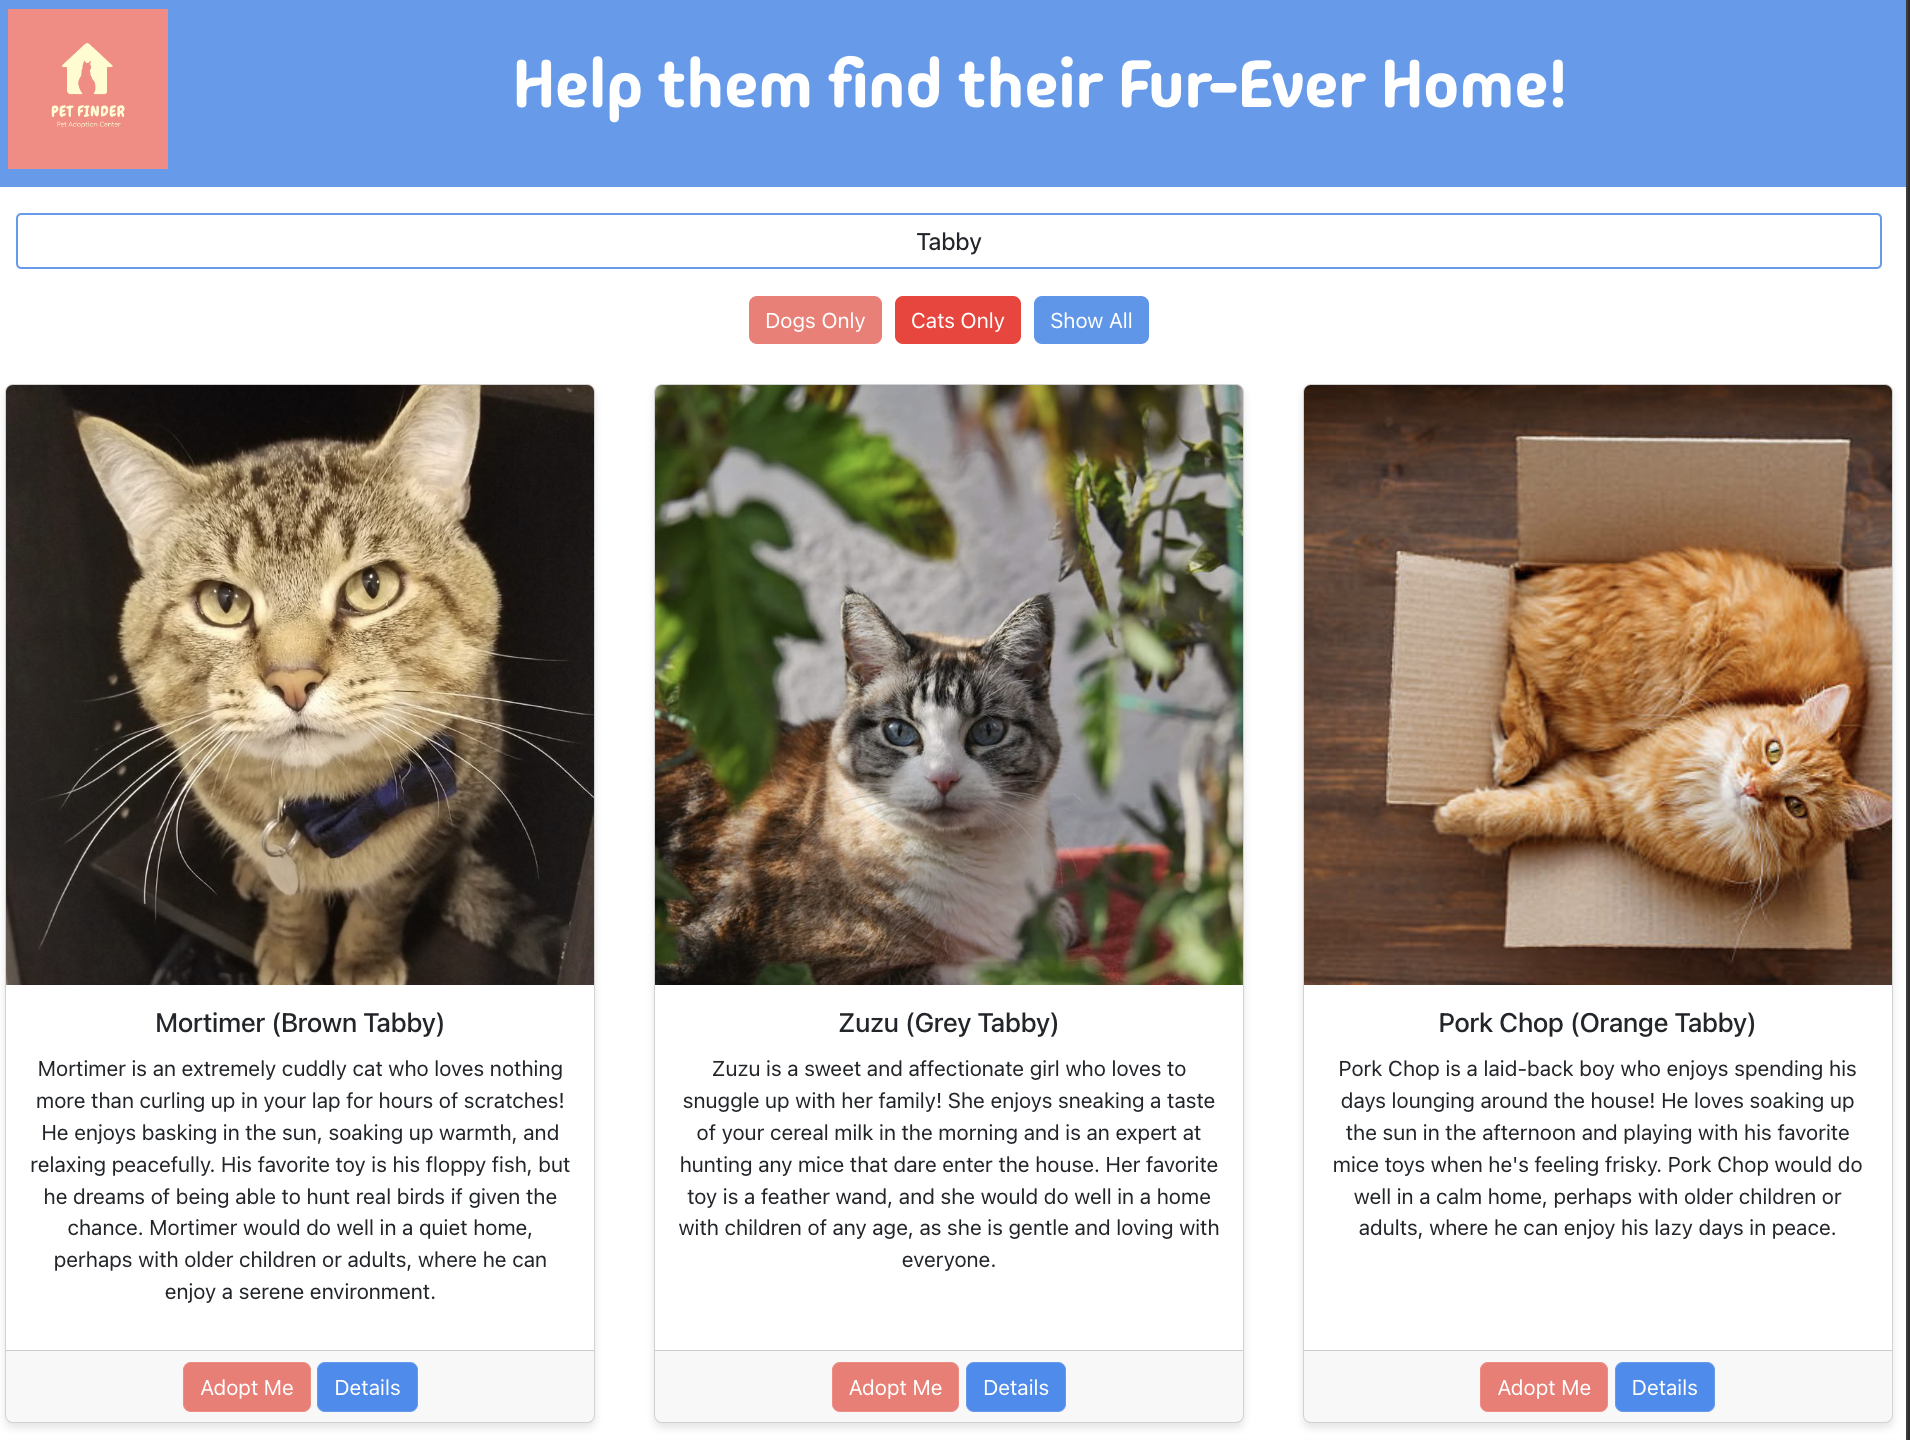 PET FINDER
Pet Adoption Center
Help them find their Fur-Ever Home!
Tabby
Dogs Only
Cats Only
Show All
Mortimer (Brown Tabby)
Mortimer is an extremely cuddly cat who loves nothing
more than curling up in your lap for hours of scratches!
He enjoys basking in the sun, soaking up warmth, and
relaxing peacefully. His favorite toy is his floppy fish, but
he dreams of being able to hunt real birds if given the
chance. Mortimer would do well in a quiet home,
perhaps with older children or adults, where he can
enjoy a serene environment.
Adopt Me
Details
Zuzu (Grey Tabby)
Zuzu is a sweet and affectionate girl who loves to
snuggle up with her family! She enjoys sneaking a taste
of your cereal milk in the morning and is an expert at
hunting any mice that dare enter the house. Her favorite
toy is a feather wand, and she would do well in a home
with children of any age, as she is gentle and loving with
everyone.
Adopt Me
Details
Pork Chop (Orange Tabby)
Pork Chop is a laid-back boy who enjoys spending his
days lounging around the house! He loves soaking up
the sun in the afternoon and playing with his favorite
mice toys when he's feeling frisky. Pork Chop would do
well in a calm home, perhaps with older children or
adults, where he can enjoy his lazy days in peace.
Adopt Me
Details